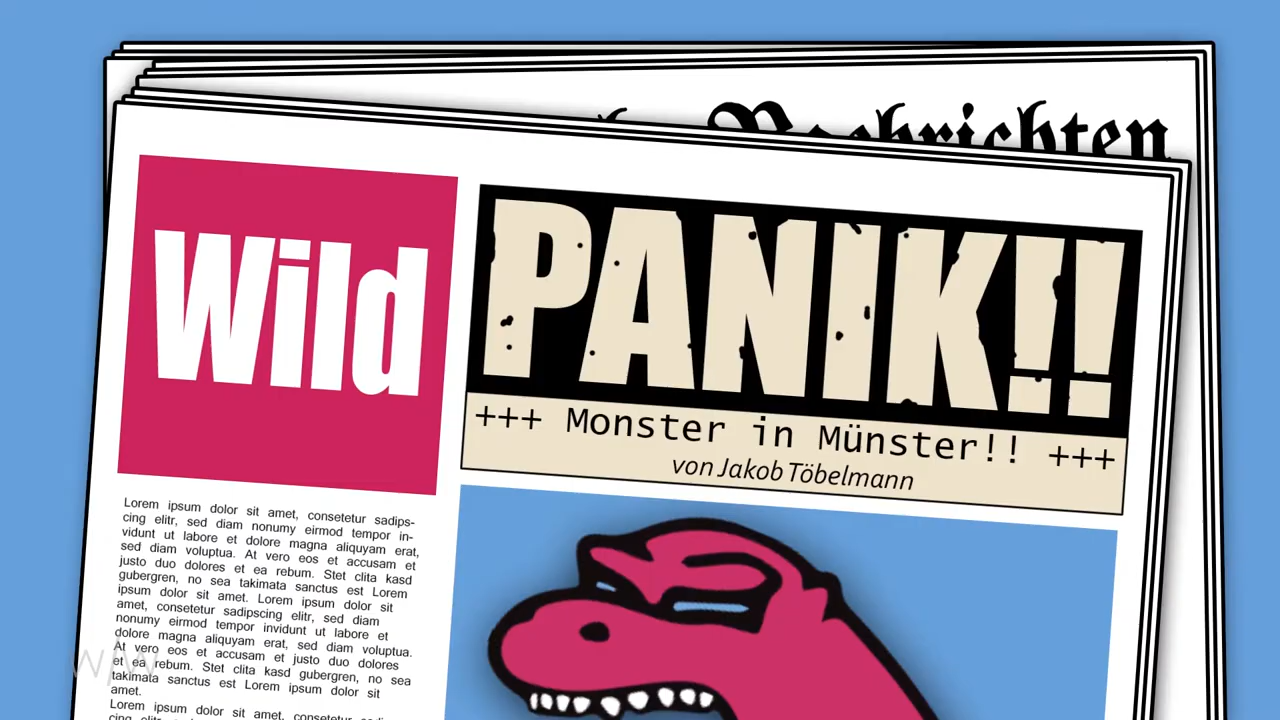 Nachrichten
Wild
PANIK!!
+++ Monster in Münster!! +++
von Jakob Töbelmann
Lorem ipsum dolor sit amet, consetetur sadips-
cing elitr, sed diam nonumy eirmod tempor in-
vidunt ut labore et dolore magna aliquyam erat,
sed diam voluptua. At vero eos et accusam et
justo duo dolores et ea rebum. Stet clita kasd
gubergren, no sea takimata sanctus est Lorem
ipsum dolor sit amet. Lorem ipsum dolor sit
amet, consetetur sadipscing elitr, sed diam
nonumy eirmod tempor invidunt ut labore et
dolore magna aliquyam erat, sed diam voluptua.
At vero eos et accusam et justo duo dolores
et ea rebum. Stet clita kasd gubergren, no sea
takimata sanctus est Lorem ipsum dolor sit
amet.
Lorem ipsum dolor sit amet, consetetur sadi
W/W